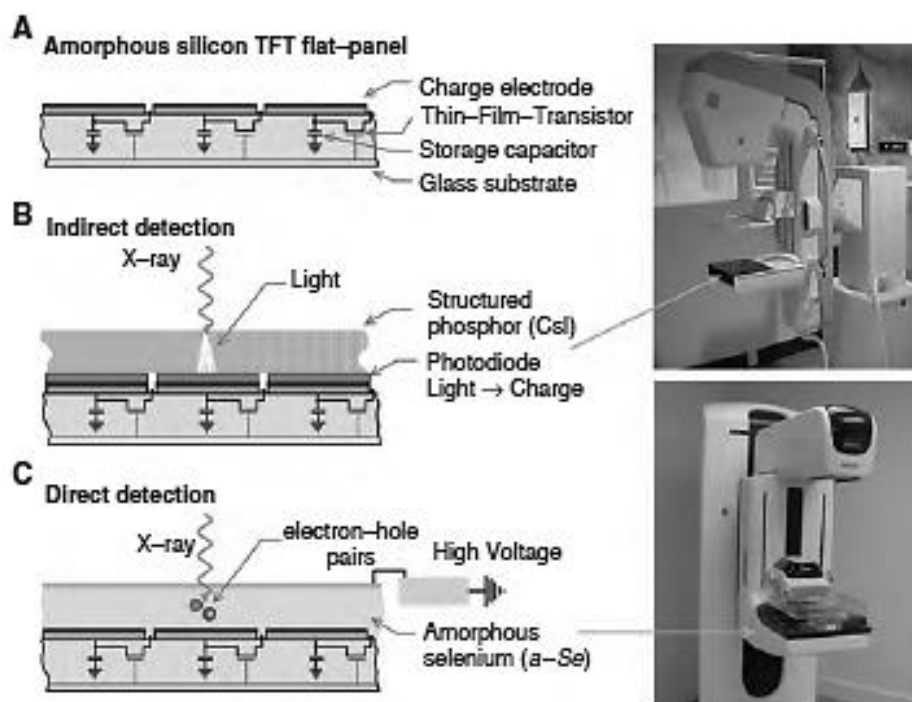 A
Amorphous silicon TFT flat–panel
Charge electrode
Thin–Film–Transistor
Storage capacitor
Glass substrate
B
Indirect detection
X–ray
Light
Structured
phosphor (CsI)
Photodiode
Light → Charge
C
Direct detection
X–ray
electron–hole
pairs
High Voltage
Amorphous
selenium (a–Se)